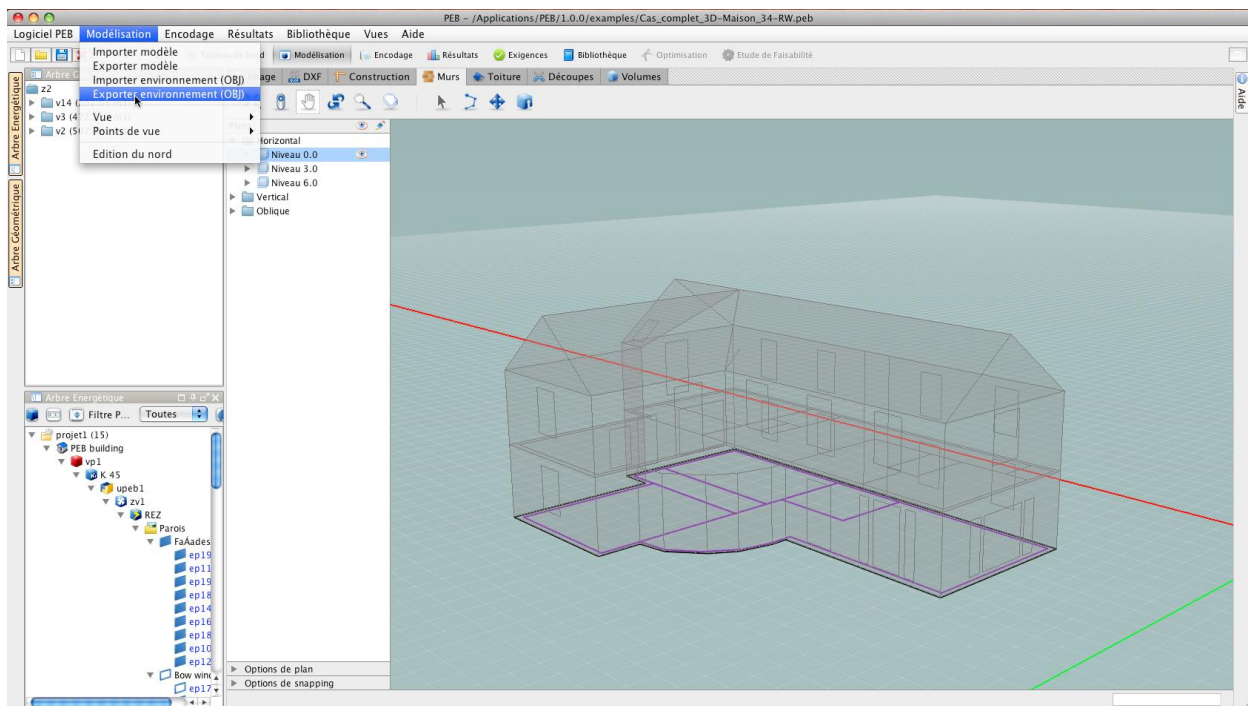 PEB - /Applications/PEB/1.0.0/examples/Cas_complet_3D-Maison_34-RW.peb
Logiciel PEB Modélisation Encodage Résultats Bibliothèque Vues Aide
Modélisation Encodage Résultats Exigences Bibliothèque Optimisation Etude de Faisabilité
Importer modèle
Exporter modèle
Importer environnement (OBJ)
Exporter environnement (OBJ)
Vue
Points de vue
Edition du nord
DXF Construction Murs Toiture Découpes Volumes
Aide
Arbre Energétique
Arbre Géométrique
z2
v14
v3
v2
Horizontal
Niveau 0.0
Niveau 3.0
Niveau 6.0
Vertical
Oblique
Arbre Energétique
Filtre P... Toutes
projet1 (15)
PEB building
vp1
K 45
upeb1
zv1
REZ
Parois
FaÁades
ep19
ep11
ep19
ep18
ep14
ep16
ep18
ep10
ep12
Bow wind
ep17
Options de plan
Options de snapping